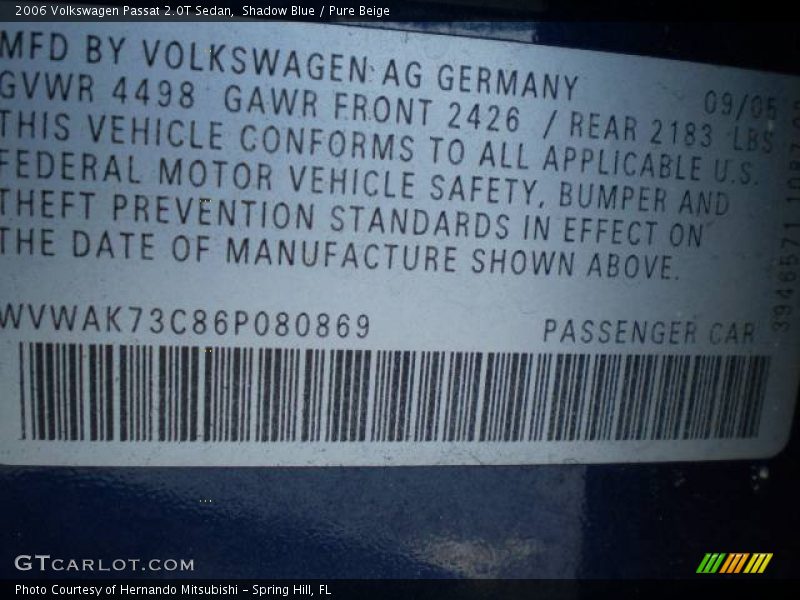 2006 Volkswagen Passat 2.0T Sedan, Shadow Blue / Pure Beige
MFD BY VOLKSWAGEN AG GERMANY 09/05
GVWR 4498 GAWR FRONT 2426 / REAR 2183 LBS
THIS VEHICLE CONFORMS TO ALL APPLICABLE U.S.
FEDERAL MOTOR VEHICLE SAFETY, BUMPER AND
THEFT PREVENTION STANDARDS IN EFFECT ON
THE DATE OF MANUFACTURE SHOWN ABOVE.
WVWAK73C86P080869 PASSENGER CAR
3946571
GTCARLOT.COM
Photo Courtesy of Hernando Mitsubishi - Spring Hill, FL